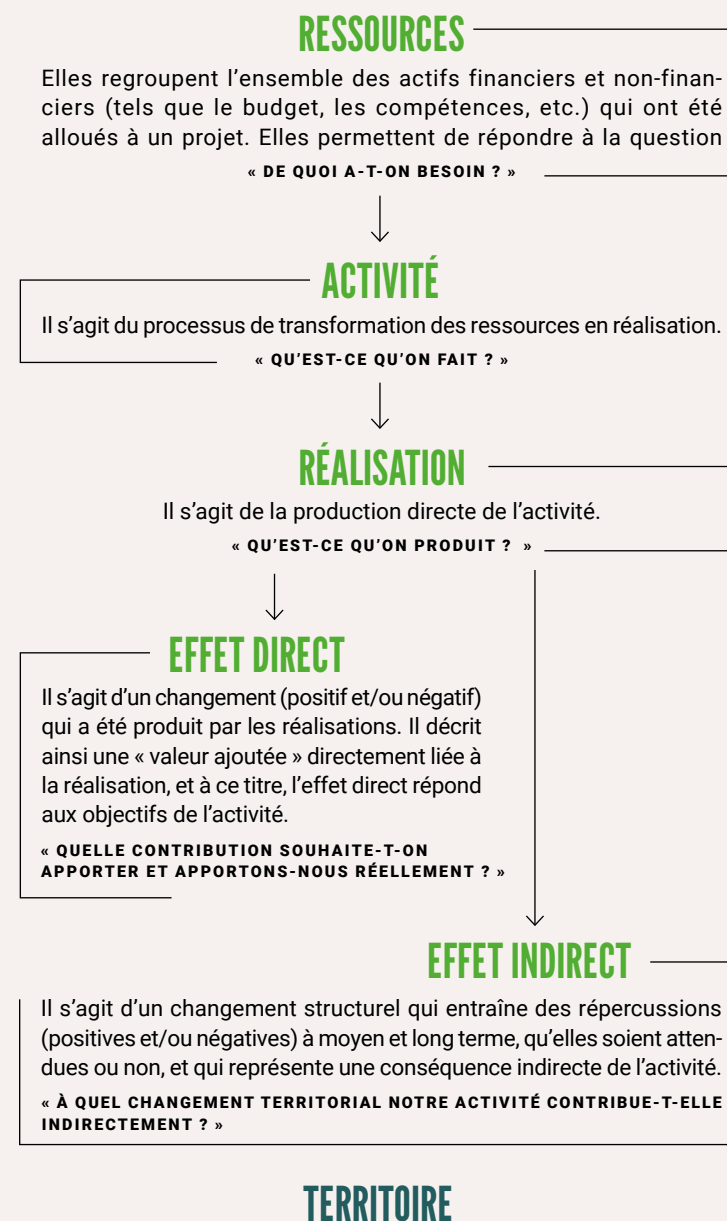 RESSOURCES
Elles regroupent l’ensemble des actifs financiers et non-finan-
ciers (tels que le budget, les compétences, etc.) qui ont été
alloués à un projet. Elles permettent de répondre à la question
« DE QUOI A-T-ON BESOIN ? »
ACTIVITÉ
Il s’agit du processus de transformation des ressources en réalisation.
« QU’EST-CE QU’ON FAIT ? »
RÉALISATION
Il s’agit de la production directe de l’activité.
« QU’EST-CE QU’ON PRODUIT ? »
EFFET DIRECT
Il s’agit d’un changement (positif et/ou négatif)
qui a été produit par les réalisations. Il décrit
ainsi une « valeur ajoutée » directement liée à
la réalisation, et à ce titre, l’effet direct répond
aux objectifs de l’activité.
« QUELLE CONTRIBUTION SOUHAITE-T-ON
APPORTER ET APPORTONS-NOUS RÉELLEMENT ? »
EFFET INDIRECT
Il s’agit d’un changement structurel qui entraîne des répercussions
(positives et/ou négatives) à moyen et long terme, qu’elles soient atten-
dues ou non, et qui représente une conséquence indirecte de l’activité.
« À QUEL CHANGEMENT TERRITORIAL NOTRE ACTIVITÉ CONTRIBUE-T-ELLE
INDIRECTEMENT ? »
TERRITOIRE